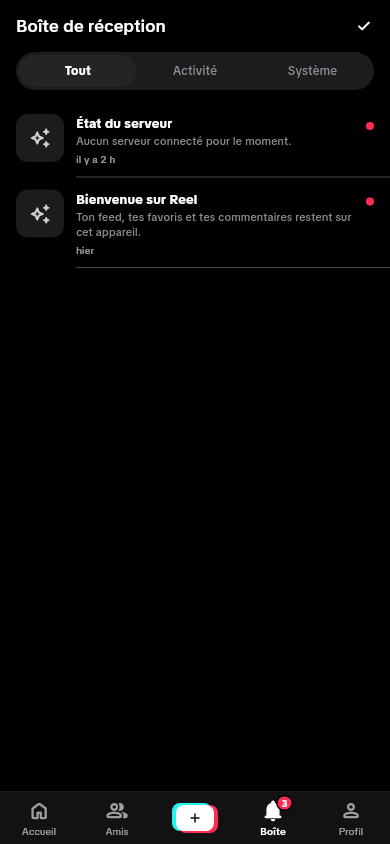 Boîte de réception
Tout
Activité
Système
État du serveur
Aucun serveur connecté pour le moment.
il y a 2 h
Bienvenue sur Reel
Ton feed, tes favoris et tes commentaires restent sur
cet appareil.
hier
3
Accueil
Amis
Boîte
Profil